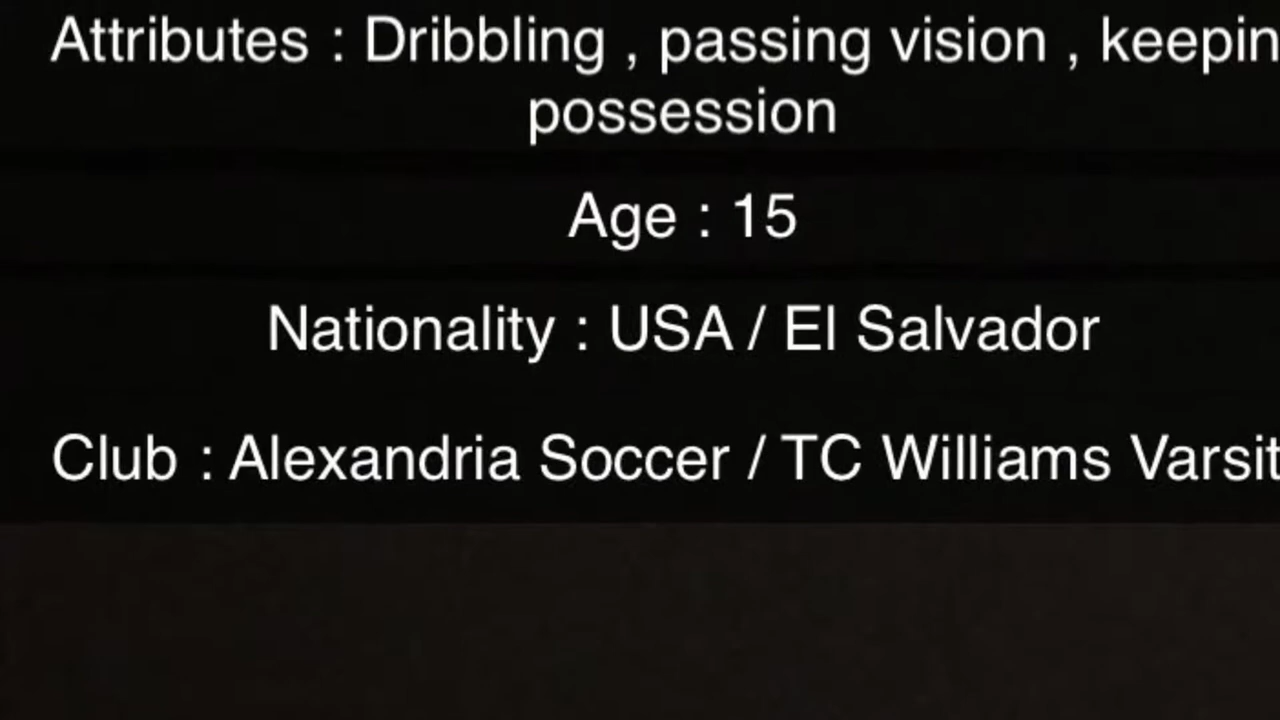 Attributes : Dribbling , passing vision , keepin
possession
Age : 15
Nationality : USA / El Salvador
Club : Alexandria Soccer / TC Williams Varsit